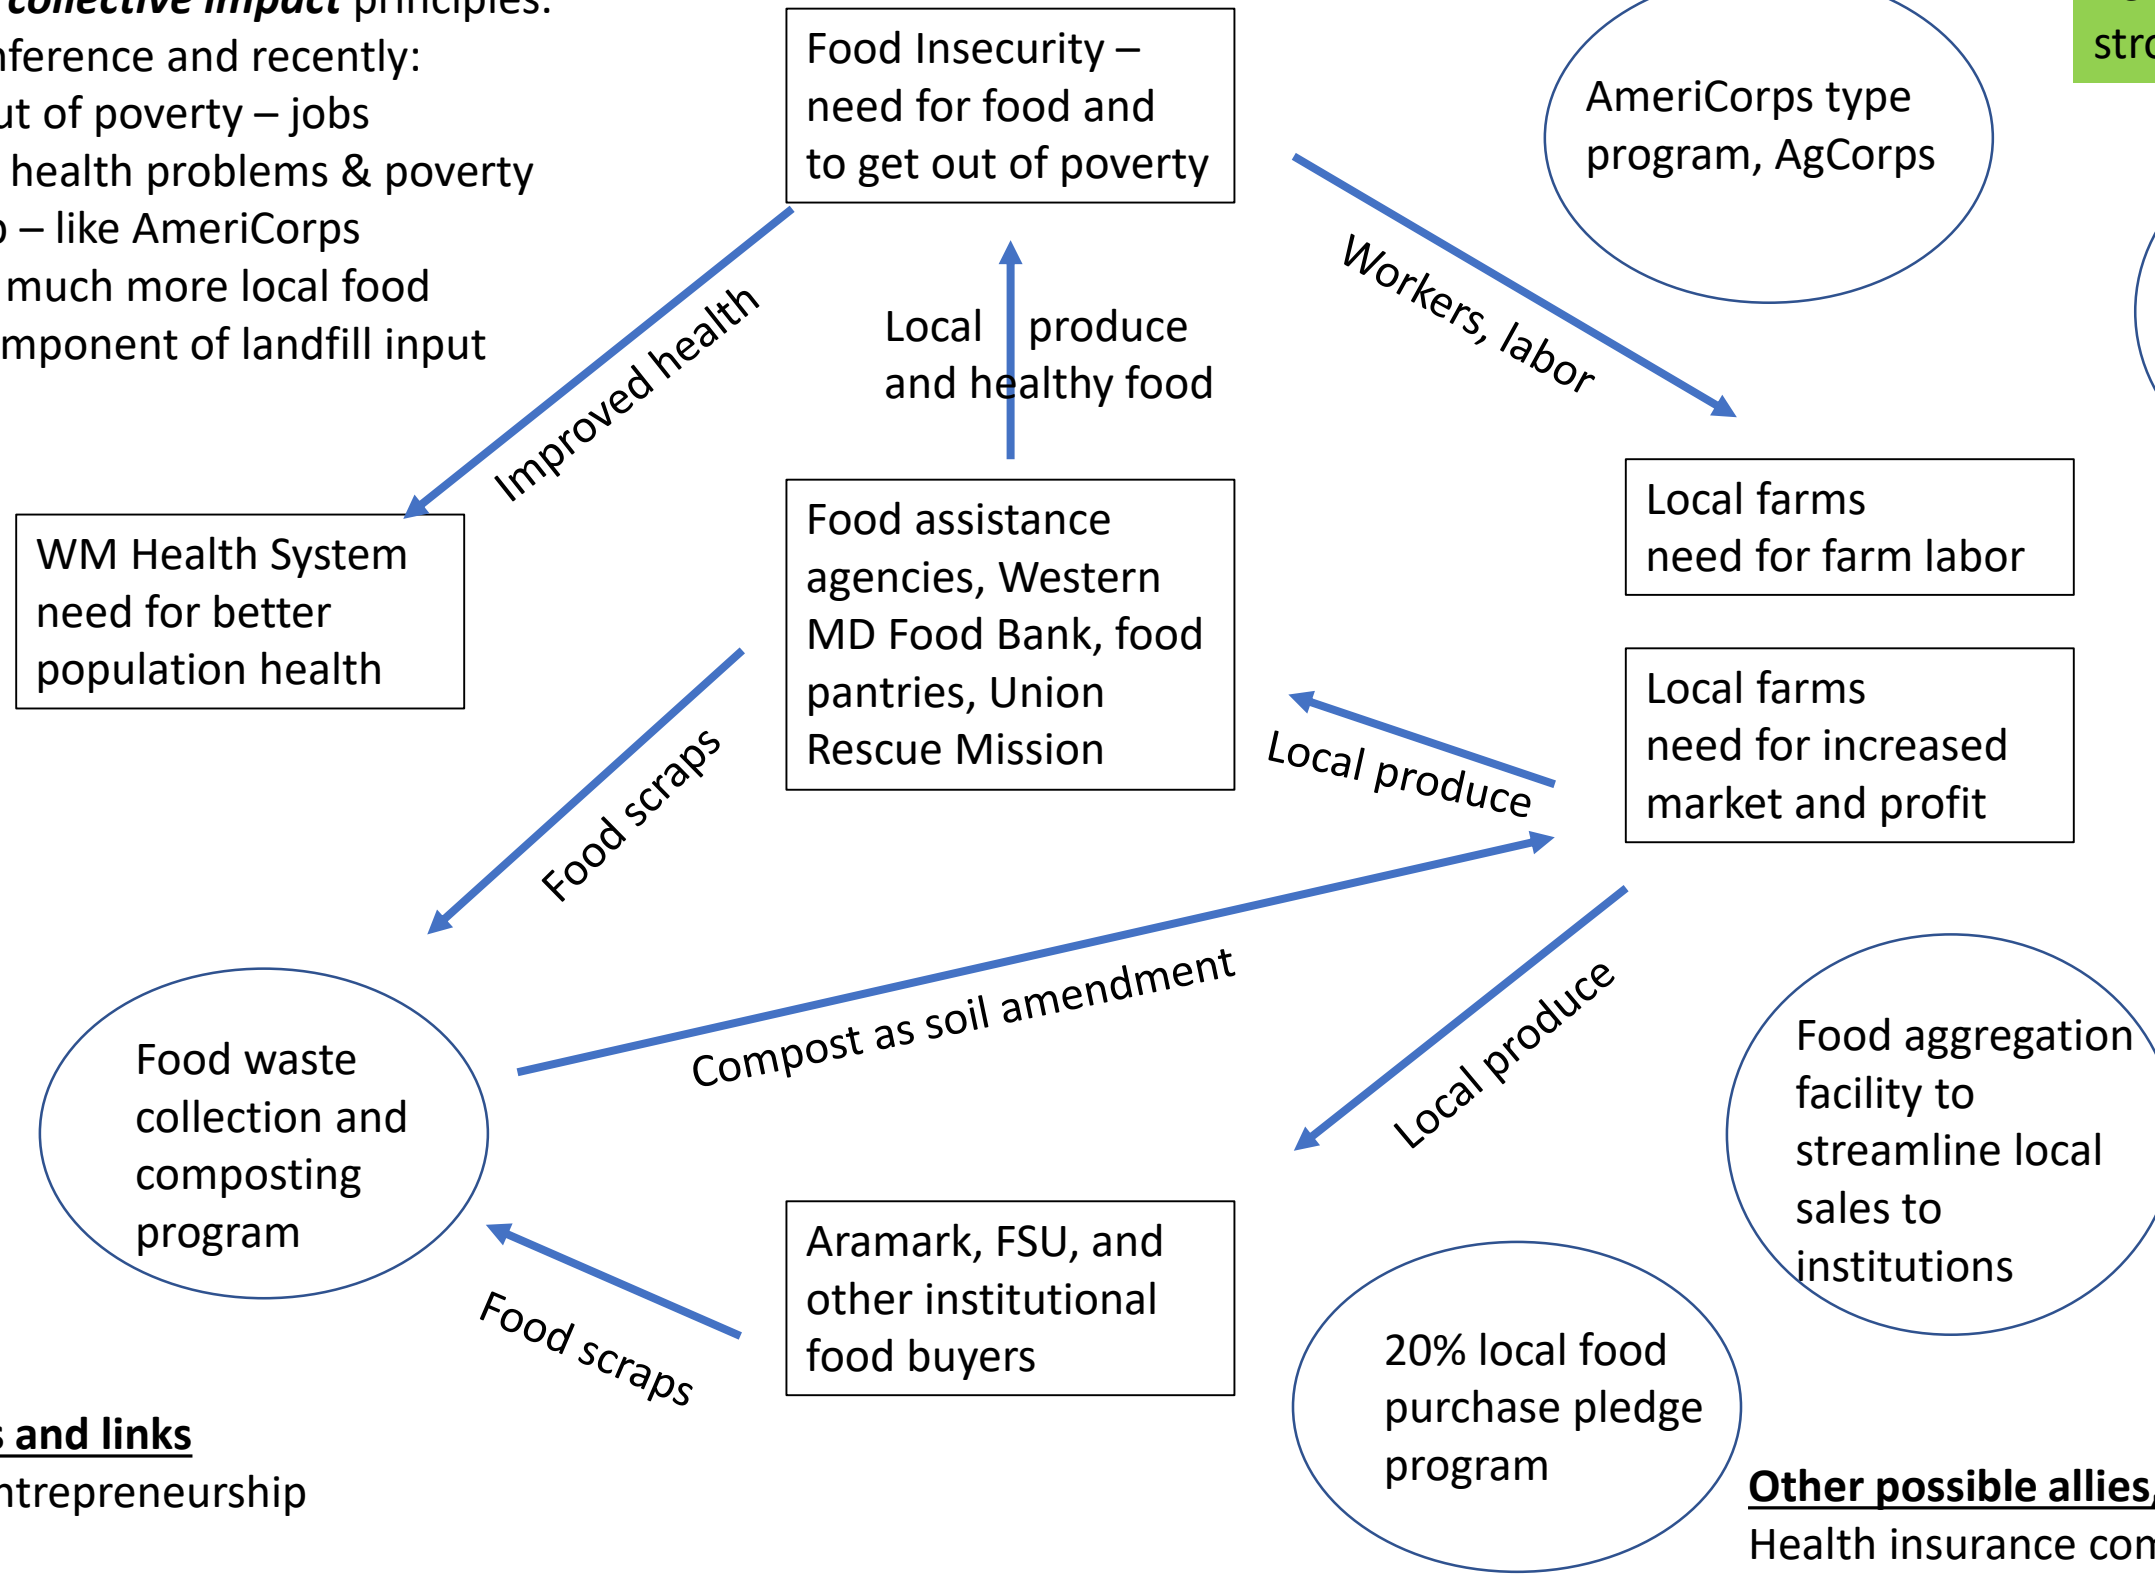 collective impact principles:
nference and recently:
ut of poverty – jobs
health problems & poverty
– like AmeriCorps
much more local food
mponent of landfill input
Food Insecurity –
need for food and
to get out of poverty
AmeriCorps type
program, AgCorps
stro
Improved health
Local produce
and healthy food
Workers, labor
WM Health System
need for better
population health
Food assistance
agencies, Western
MD Food Bank, food
pantries, Union
Rescue Mission
Local farms
need for farm labor
Local farms
need for increased
market and profit
Food scraps
Local produce
Compost as soil amendment
Local produce
Food waste
collection and
composting
program
Food aggregation
facility to
streamline local
sales to
institutions
Aramark, FSU, and
other institutional
food buyers
Food scraps
20% local food
purchase pledge
program
s and links
ntrepreneurship
Other possible allies,
Health insurance com